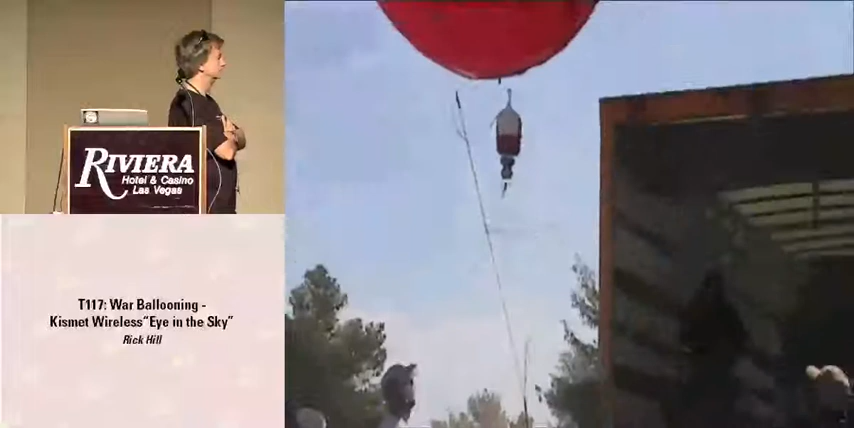 RIVIERA
Hotel & Casino
Las Vegas
T117: War Ballooning -
Kismet Wireless“Eye in the Sky”
Rick Hill